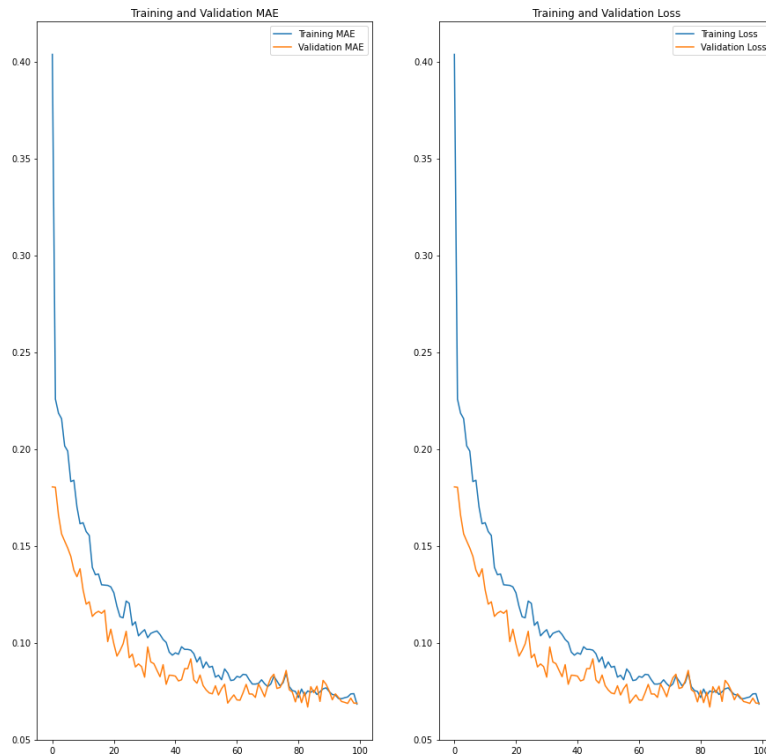 Training and Validation MAE
Training MAE
Validation MAE
0.40
0.35
0.30
0.25
0.20
0.15
0.10
0.05
0 20 40 60 80 100
Training and Validation Loss
Training Loss
Validation Loss
0.40
0.35
0.30
0.25
0.20
0.15
0.10
0.05
0 20 40 60 80 100